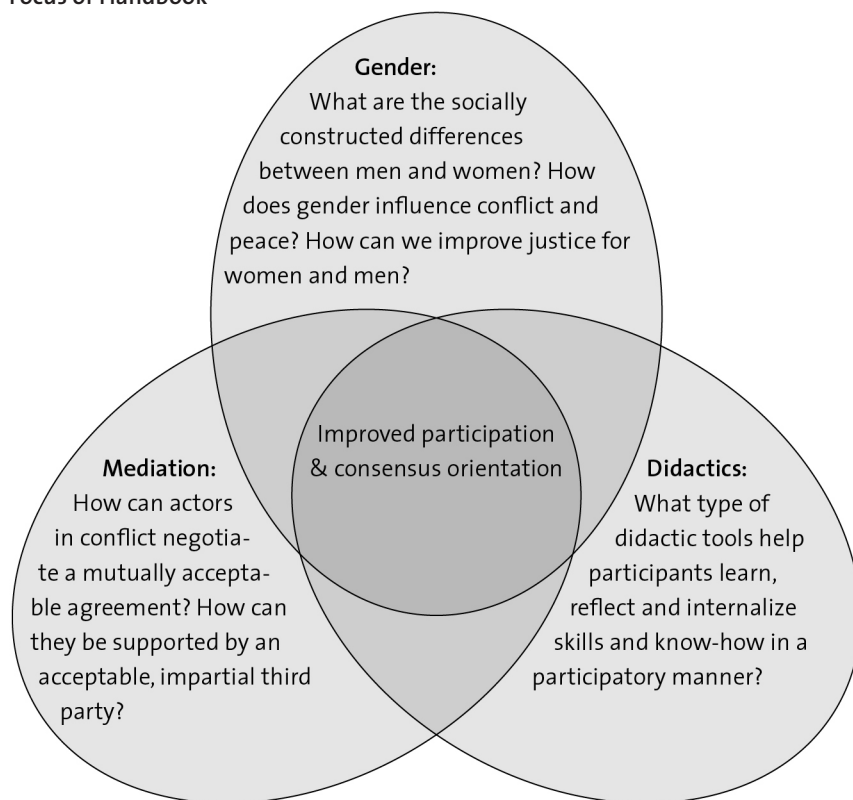 Focus of Handbook
Gender:
What are the socially
constructed differences
between men and women? How
does gender influence conflict and
peace? How can we improve justice for
women and men?
Improved participation
& consensus orientation
Mediation:
How can actors
in conflict negotia-
te a mutually accepta-
ble agreement? How can
they be supported by an
acceptable, impartial third
party?
Didactics:
What type of
didactic tools help
participants learn,
reflect and internalize
skills and know-how in a
participatory manner?